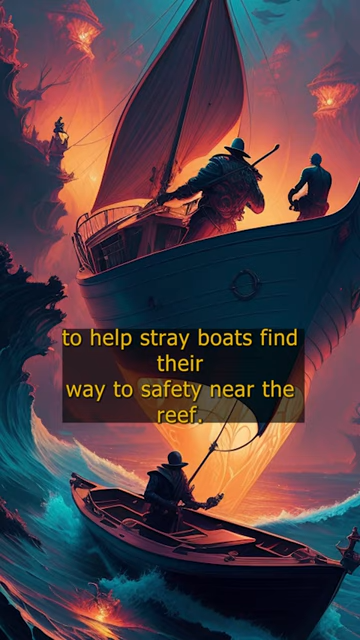 to help stray boats find
their
way to safety near the
reef.